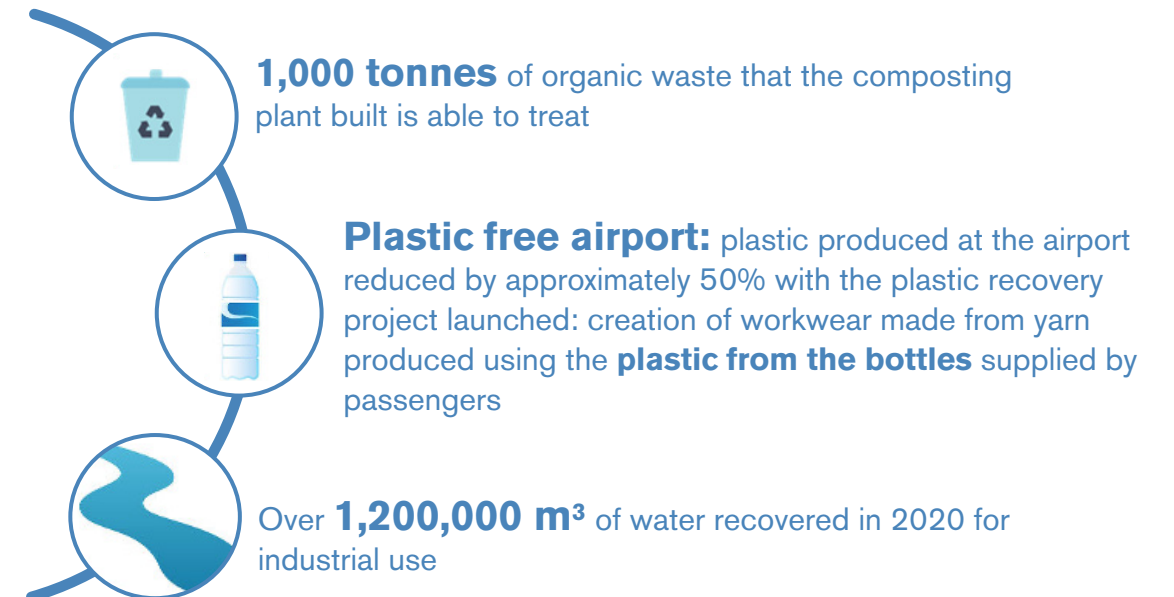 1,000 tonnes of organic waste that the composting
plant built is able to treat
Plastic free airport: plastic produced at the airport
reduced by approximately 50% with the plastic recovery
project launched: creation of workwear made from yarn
produced using the plastic from the bottles supplied by
passengers
Over 1,200,000 m³ of water recovered in 2020 for
industrial use